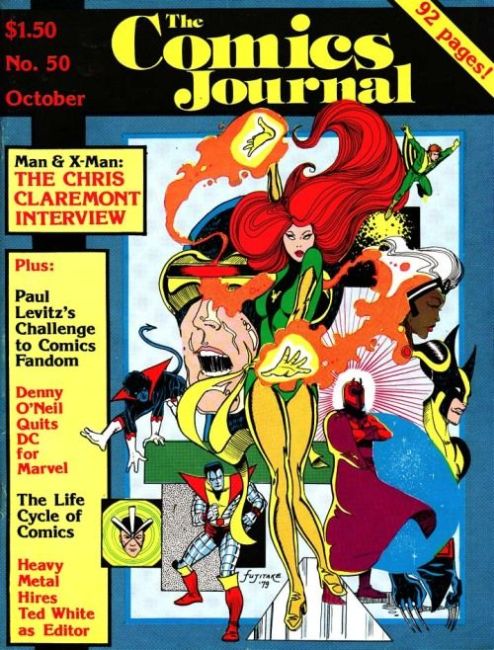 $1.50
No. 50
October
The
Comics
Journal
92 pages!
Man & X-Man:
THE CHRIS
CLAREMONT
INTERVIEW
Plus:
Paul
Levitz's
Challenge
to Comics
Fandom
Denny
O'Neil
Quits
DC
for
Marvel
The Life
Cycle of
Comics
Heavy
Metal
Hires
Ted White
as Editor
FUJITAKE
'79